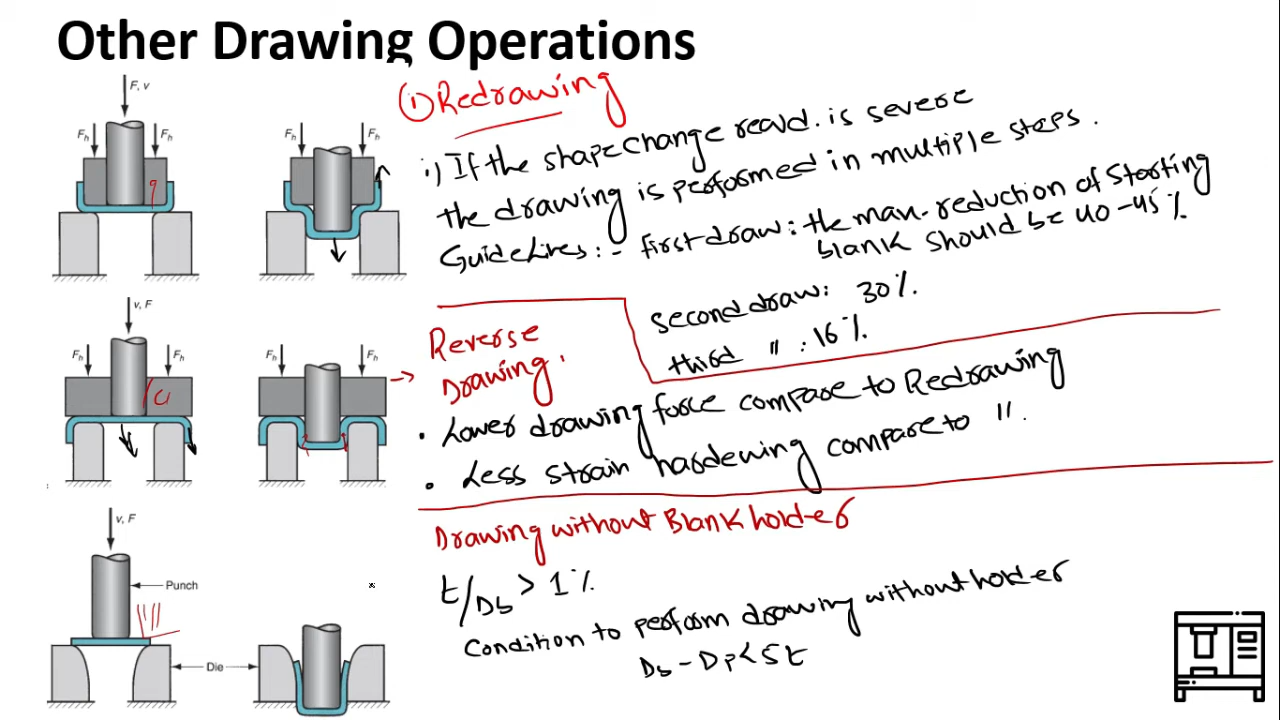 Other Drawing Operations
① Redrawing
F, v
Fh Fh
Fh Fh
i) If the shape change reqd. is severe
the drawing is performed in multiple steps.
Guidelines:- first draw: the max. reduction of starting
blank should be 40-45%
second draw: 30%.
third " : 16%.
v, F
Fh Fh
Fh Fh
Reverse
Drawing.
• Lower drawing force compare to Redrawing
• Less strain hardening compare to ".
Drawing without Blank holder
v, F
Punch
Die
t/Db > 1%
Condition to perform drawing without holder
Db - Dp < 5t